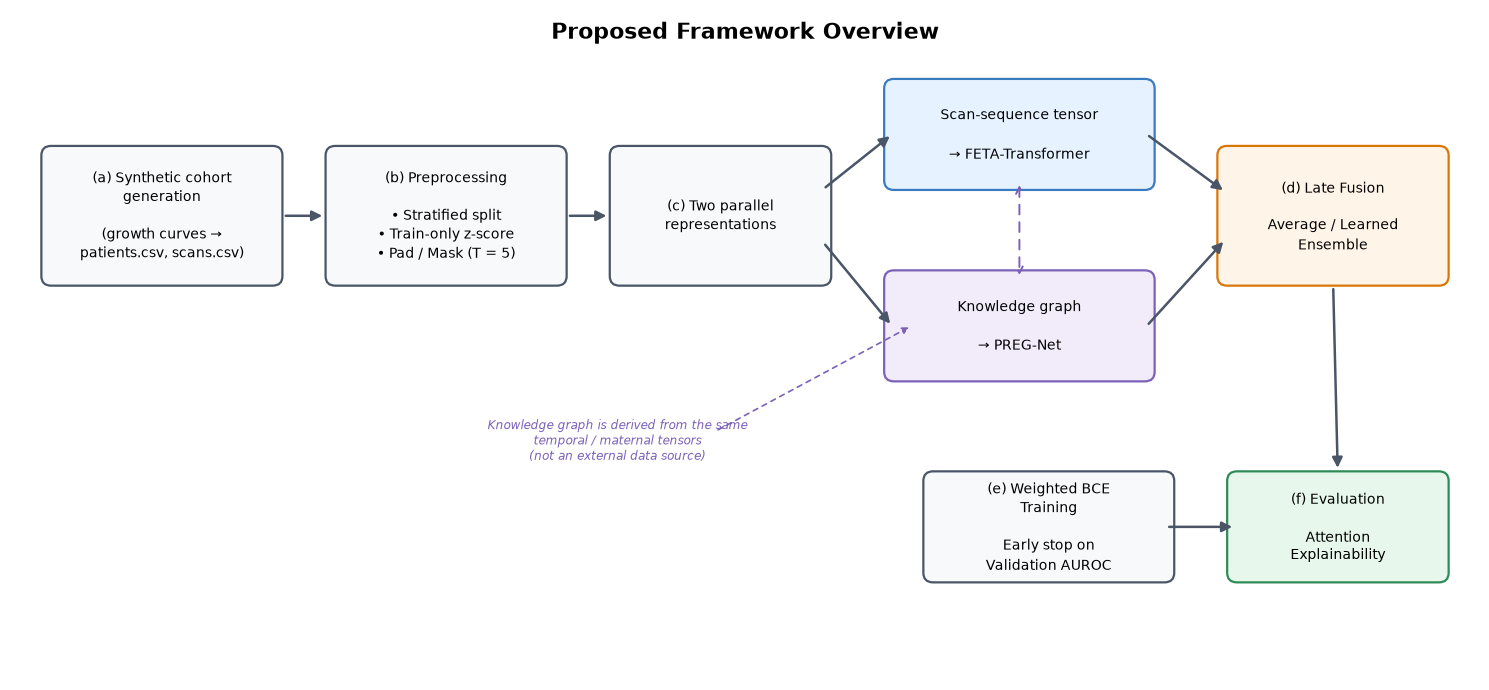 Proposed Framework Overview
(a) Synthetic cohort
generation
(growth curves →
patients.csv, scans.csv)
(b) Preprocessing
• Stratified split
• Train-only z-score
• Pad / Mask (T = 5)
(c) Two parallel
representations
Scan-sequence tensor
→ FETA-Transformer
Knowledge graph
→ PREG-Net
(d) Late Fusion
Average / Learned
Ensemble
Knowledge graph is derived from the same
temporal / maternal tensors
(not an external data source)
(e) Weighted BCE
Training
Early stop on
Validation AUROC
(f) Evaluation
Attention
Explainability